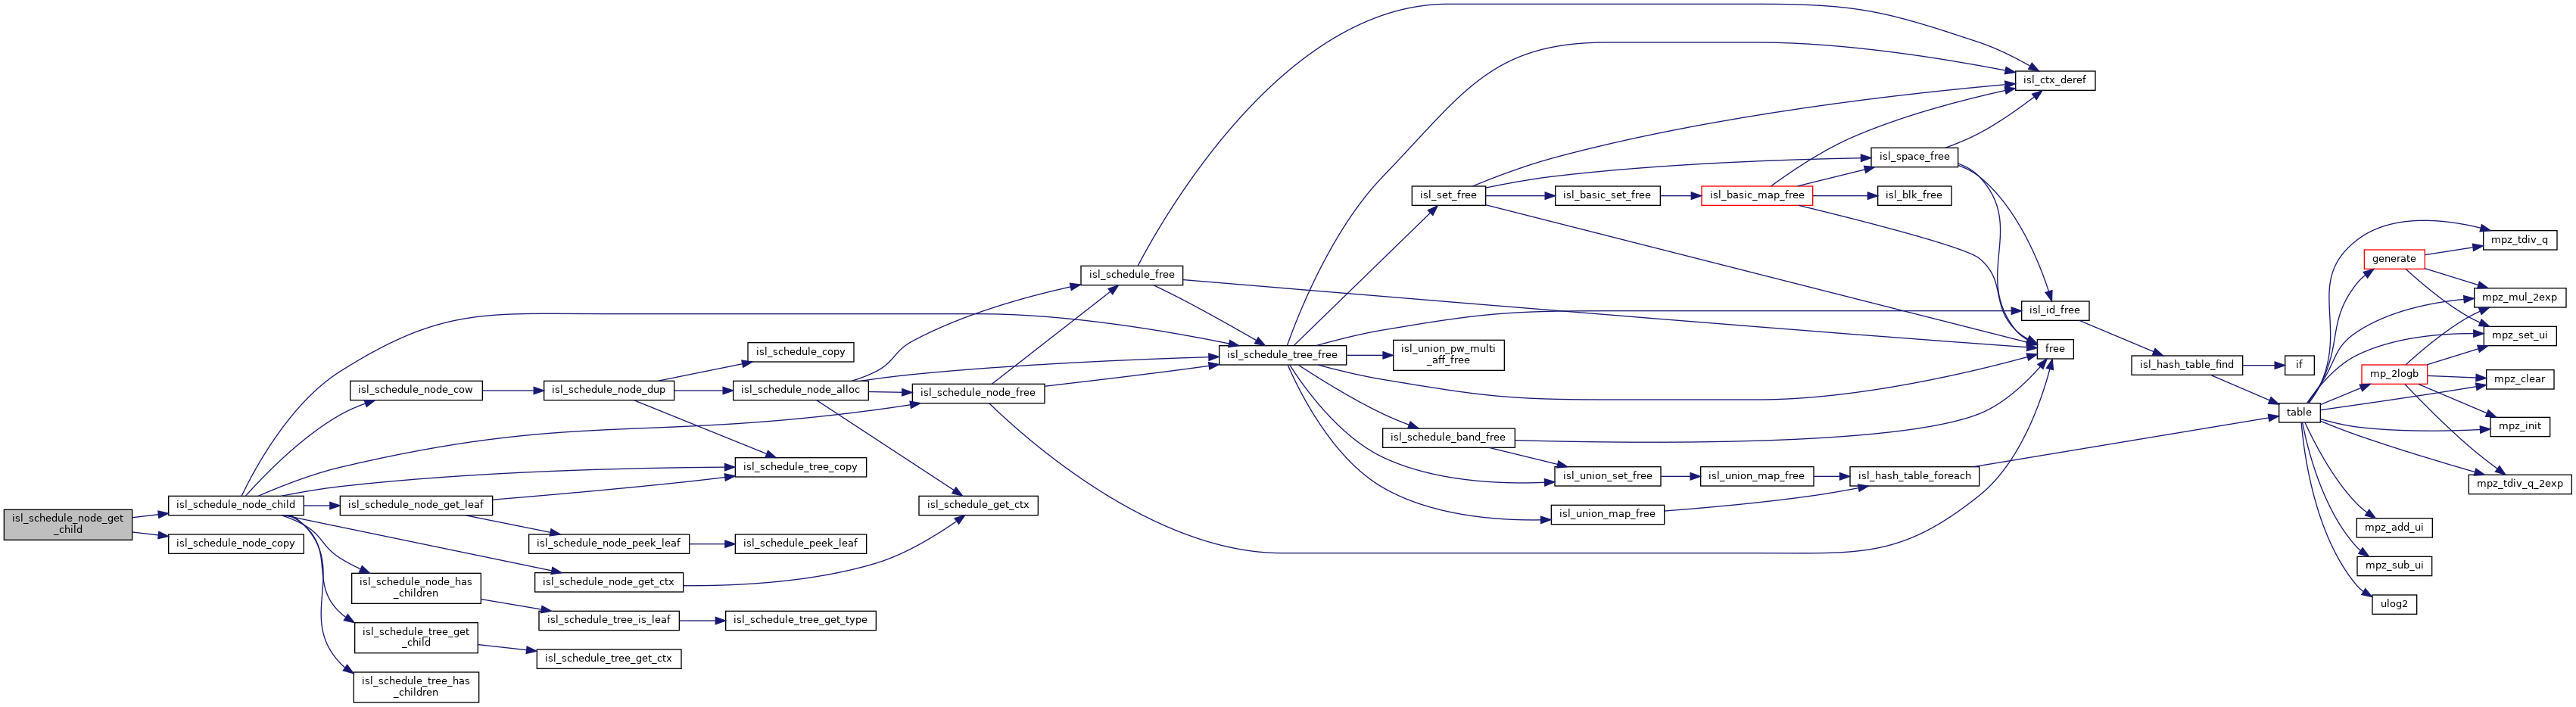 isl_schedule_node_get
_child
isl_schedule_node_child
isl_schedule_node_copy
isl_schedule_node_cow
isl_schedule_node_get_leaf
isl_schedule_node_has
_children
isl_schedule_tree_get
_child
isl_schedule_tree_has
_children
isl_schedule_node_dup
isl_schedule_node_peek_leaf
isl_schedule_node_get_ctx
isl_schedule_tree_is_leaf
isl_schedule_tree_get_ctx
isl_schedule_copy
isl_schedule_node_alloc
isl_schedule_tree_copy
isl_schedule_peek_leaf
isl_schedule_tree_get_type
isl_schedule_node_free
isl_schedule_get_ctx
isl_schedule_free
isl_schedule_tree_free
isl_set_free
isl_union_pw_multi
_aff_free
isl_schedule_band_free
isl_basic_set_free
isl_union_set_free
isl_union_map_free
isl_basic_map_free
isl_union_map_free
isl_space_free
isl_blk_free
isl_hash_table_foreach
isl_ctx_deref
isl_id_free
free
isl_hash_table_find
if
table
generate
mp_2logb
mpz_add_ui
mpz_sub_ui
ulog2
mpz_tdiv_q
mpz_mul_2exp
mpz_set_ui
mpz_clear
mpz_init
mpz_tdiv_q_2exp